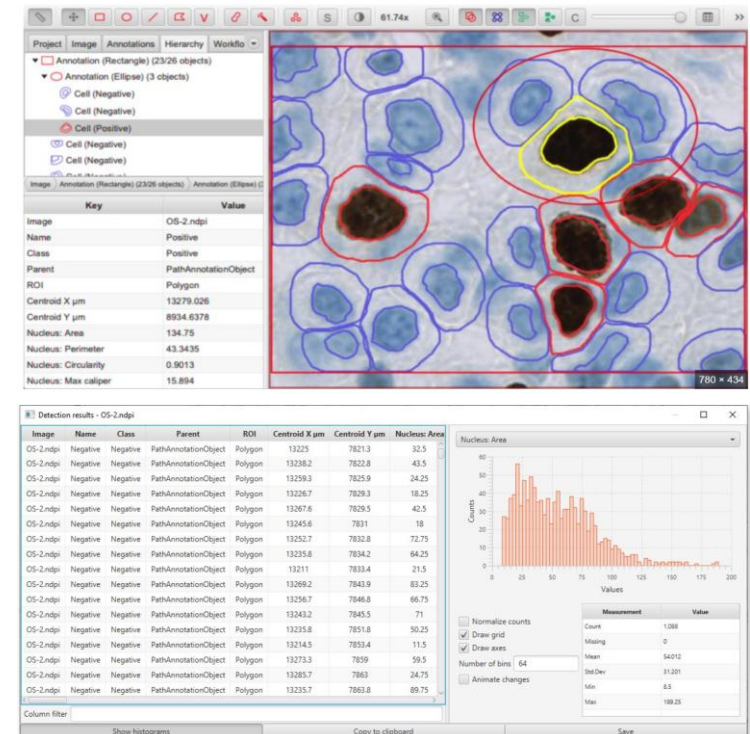 V S 61.74x C »
Project Image Annotations Hierarchy Workflo
Annotation (Rectangle) (23/26 objects)
Annotation (Ellipse) (3 objects)
Cell (Negative)
Cell (Negative)
Cell (Positive)
Cell (Negative)
Cell (Negative)
Image Annotation (Rectangle) (23/26 objects) Annotation (Ellipse) (3
Key Value
Image OS-2.ndpi
Name Positive
Class Positive
Parent PathAnnotationObject
ROI Polygon
Centroid X µm 13279.026
Centroid Y µm 8934.6378
Nucleus: Area 134.75
Nucleus: Perimeter 43.3435
Nucleus: Circularity 0.9013
Nucleus: Max caliper 15.894
780 × 434
Detection results - OS-2.ndpi
Image Name Class Parent ROI Centroid X µm Centroid Y µm Nucleus: Area
OS-2.ndpi Negative Negative PathAnnotationObject Polygon 13225 7821.3 32.5
OS-2.ndpi Negative Negative PathAnnotationObject Polygon 13238.2 7822.8 43.5
OS-2.ndpi Negative Negative PathAnnotationObject Polygon 13259.3 7825.9 24.25
OS-2.ndpi Negative Negative PathAnnotationObject Polygon 13226.7 7829.3 18.25
OS-2.ndpi Negative Negative PathAnnotationObject Polygon 13267.6 7829.5 42.5
OS-2.ndpi Negative Negative PathAnnotationObject Polygon 13245.6 7831 18
OS-2.ndpi Negative Negative PathAnnotationObject Polygon 13252.7 7832.8 72.75
OS-2.ndpi Negative Negative PathAnnotationObject Polygon 13235.8 7834.2 64.25
OS-2.ndpi Negative Negative PathAnnotationObject Polygon 13211 7833.4 21.5
OS-2.ndpi Negative Negative PathAnnotationObject Polygon 13269.2 7843.9 83.25
OS-2.ndpi Negative Negative PathAnnotationObject Polygon 13256.7 7846.8 66.75
OS-2.ndpi Negative Negative PathAnnotationObject Polygon 13243.2 7845.5 71
OS-2.ndpi Negative Negative PathAnnotationObject Polygon 13235.8 7851.8 50.25
OS-2.ndpi Negative Negative PathAnnotationObject Polygon 13214.5 7853.4 11.5
OS-2.ndpi Negative Negative PathAnnotationObject Polygon 13273.3 7859 59.5
OS-2.ndpi Negative Negative PathAnnotationObject Polygon 13285.7 7863 24.75
OS-2.ndpi Negative Negative PathAnnotationObject Polygon 13235.7 7863.8 89.75
Column filter
Show histograms Copy to clipboard Save
Nucleus: Area
Counts
60
50
40
30
20
10
0
0 25 50 75 100 125 150 175 200
Values
Normalize counts
Draw grid
Draw axes
Number of bins 64
Animate changes
Measurement Value
Count 1,088
Missing 0
Mean 54.012
Std.Dev 31.201
Min 8.5
Max 189.25